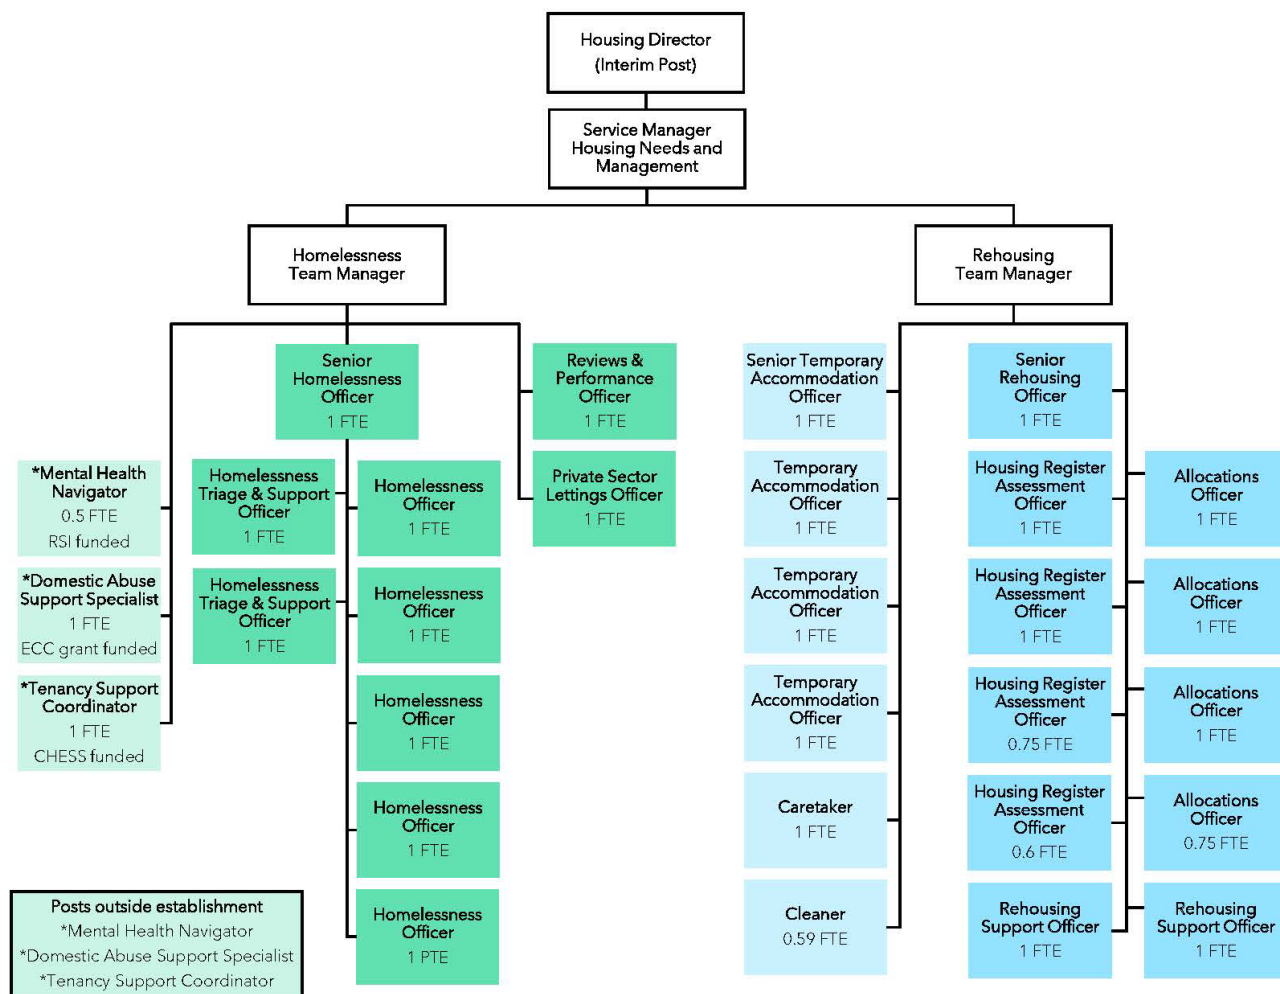 Housing Director
(Interim Post)
Service Manager
Housing Needs and
Management
Homelessness
Team Manager
Rehousing
Team Manager
*Mental Health
Navigator
0.5 FTE
RSI funded
*Domestic Abuse
Support Specialist
1 FTE
ECC grant funded
*Tenancy Support
Coordinator
1 FTE
CHESS funded
Senior
Homelessness
Officer
1 FTE
Homelessness
Triage & Support
Officer
1 FTE
Homelessness
Triage & Support
Officer
1 FTE
Homelessness
Officer
1 FTE
Homelessness
Officer
1 FTE
Homelessness
Officer
1 FTE
Homelessness
Officer
1 FTE
Homelessness
Officer
1 PTE
Reviews &
Performance
Officer
1 FTE
Private Sector
Lettings Officer
1 FTE
Senior Temporary
Accommodation
Officer
1 FTE
Temporary
Accommodation
Officer
1 FTE
Temporary
Accommodation
Officer
1 FTE
Temporary
Accommodation
Officer
1 FTE
Caretaker
1 FTE
Cleaner
0.59 FTE
Senior
Rehousing
Officer
1 FTE
Housing Register
Assessment
Officer
1 FTE
Housing Register
Assessment
Officer
1 FTE
Housing Register
Assessment
Officer
0.75 FTE
Housing Register
Assessment
Officer
0.6 FTE
Rehousing
Support Officer
1 FTE
Allocations
Officer
1 FTE
Allocations
Officer
1 FTE
Allocations
Officer
1 FTE
Allocations
Officer
0.75 FTE
Rehousing
Support Officer
1 FTE
Posts outside establishment
*Mental Health Navigator
*Domestic Abuse Support Specialist
*Tenancy Support Coordinator